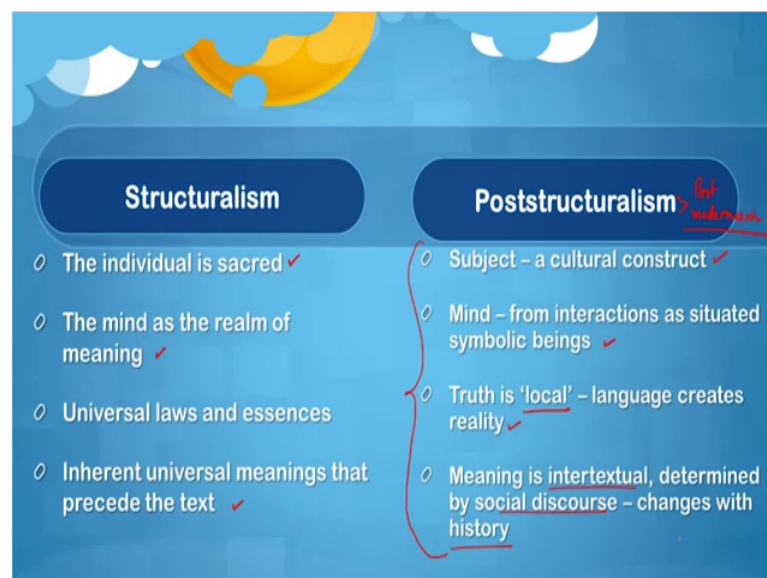 Structuralism
The individual is sacred
The mind as the realm of
meaning
Universal laws and essences
Inherent universal meanings that
precede the text
Poststructuralism
Post
modernism
Subject – a cultural construct
Mind – from interactions as situated
symbolic beings
Truth is ‘local’ – language creates
reality
Meaning is intertextual, determined
by social discourse – changes with
history